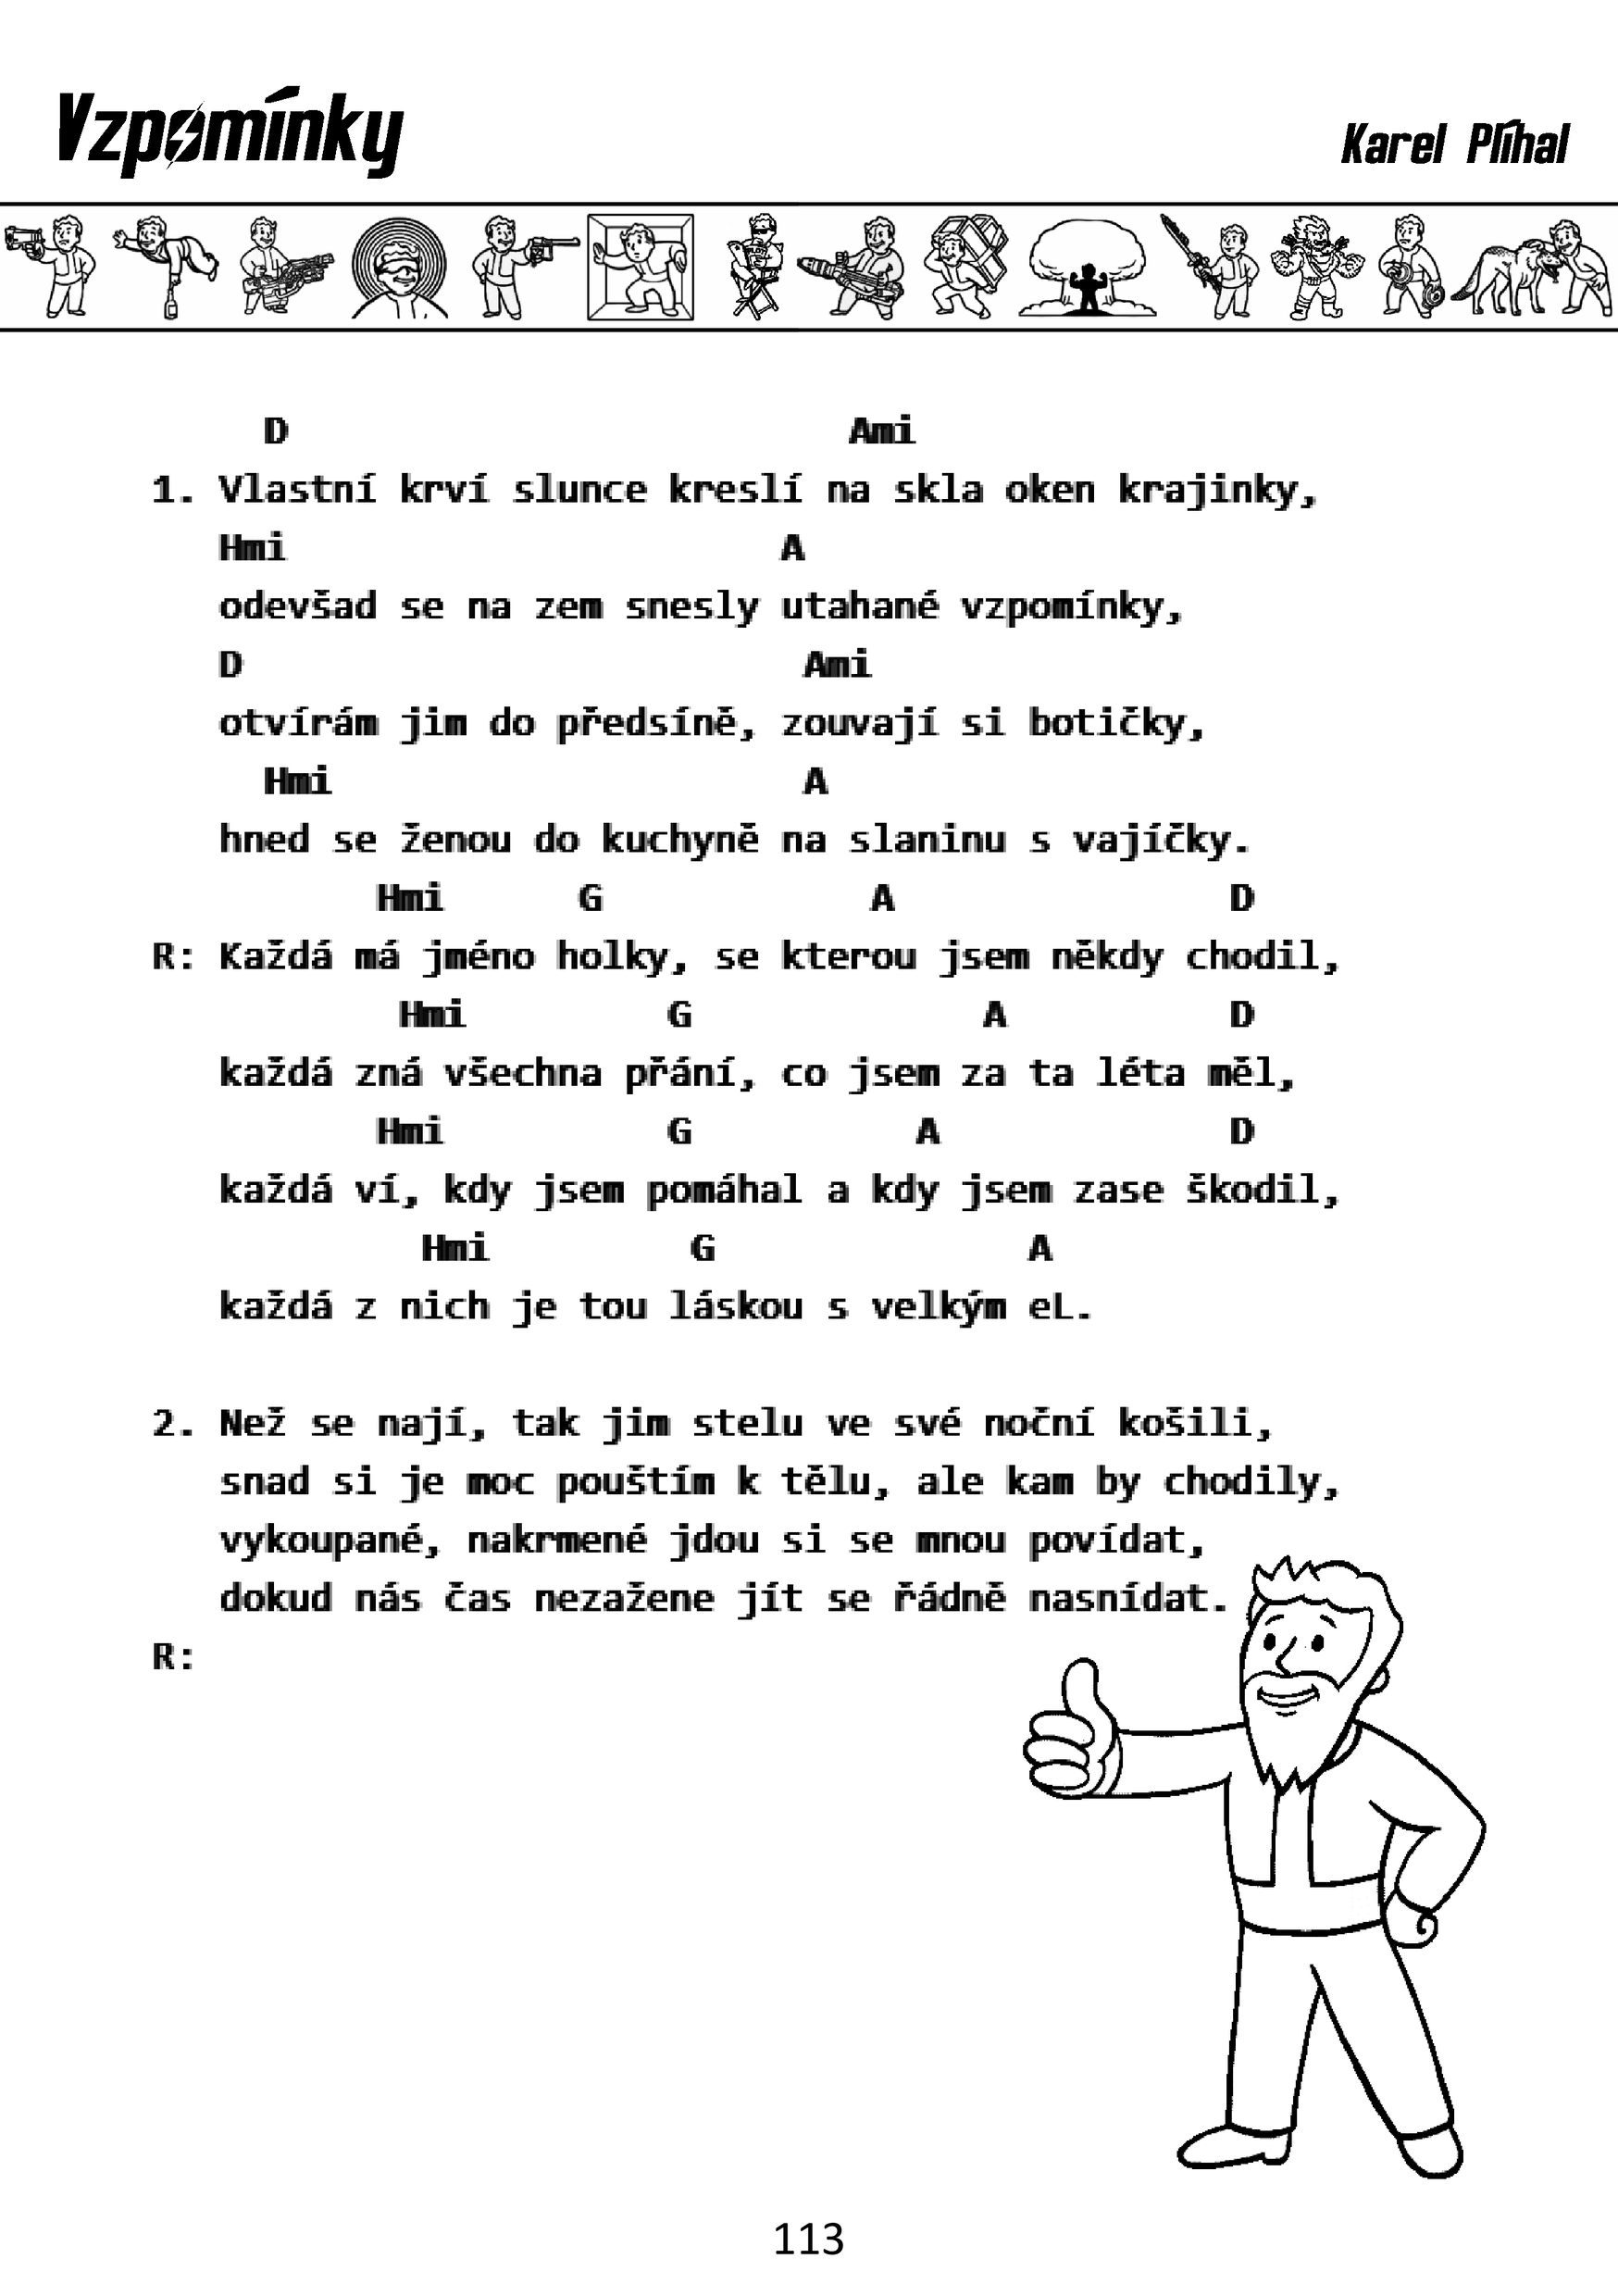 Vzpomínky
Karel Plíhal
D Ami
1. Vlastní krví slunce kreslí na skla oken krajinky,
Hmi A
odevšad se na zem snesly utahané vzpomínky,
D Ami
otvírám jim do předsíně, zouvají si botičky,
Hmi A
hned se ženou do kuchyně na slaninu s vajíčky.
Hmi G A D
R: Každá má jméno holky, se kterou jsem někdy chodil,
Hmi G A D
každá zná všechna přání, co jsem za ta léta měl,
Hmi G A D
každá ví, kdy jsem pomáhal a kdy jsem zase škodil,
Hmi G A
každá z nich je tou láskou s velkým eL.
2. Než se nají, tak jim stelu ve své noční košili,
snad si je moc pouštím k tělu, ale kam by chodily,
vykoupané, nakrmené jdou si se mnou povídat,
dokud nás čas nezažene jít se řádně nasnídat.
R:
113